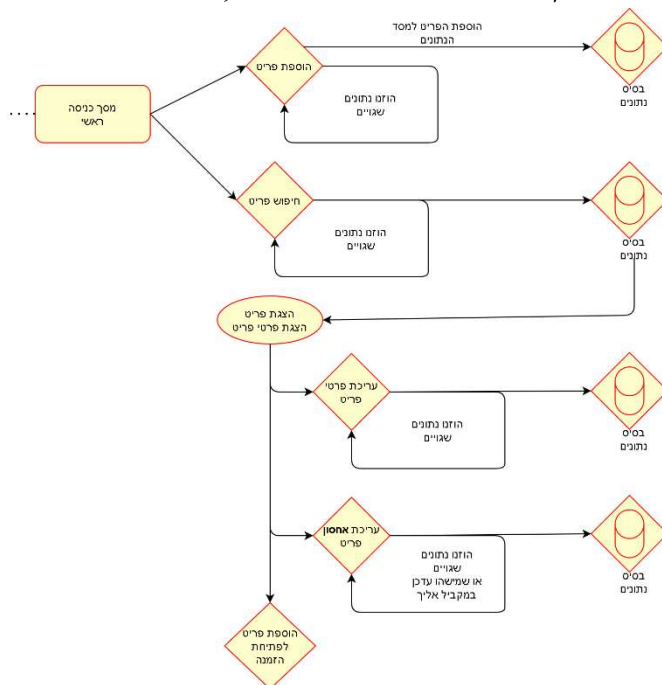 הוספת הפריט למסד
הנתונים
הוספת פריט
בסיס
נתונים
הוזנו נתונים
שגויים
מסך כניסה
ראשי
חיפוש פריט
הוזנו נתונים
שגויים
בסיס
נתונים
הצגת פריט
הצגת פרטי פריט
עריכת פרטי
פריט
הוזנו נתונים
שגויים
בסיס
נתונים
עריכת אחסון
פריט
הוזנו נתונים
שגויים
או שמישהו עדכן
במקביל אליך
בסיס
נתונים
הוספת פריט
לפתיחת
הזמנה